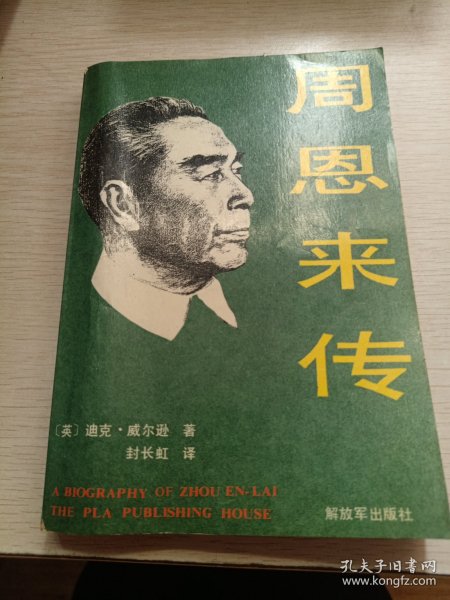 周恩来传
〔英〕迪克·威尔逊 著
封长虹 译
A BIOGRAPHY OF ZHOU EN-LAI
THE PLA PUBLISHING HOUSE
解放军出版社
孔夫子旧书网
www.kongfz.com